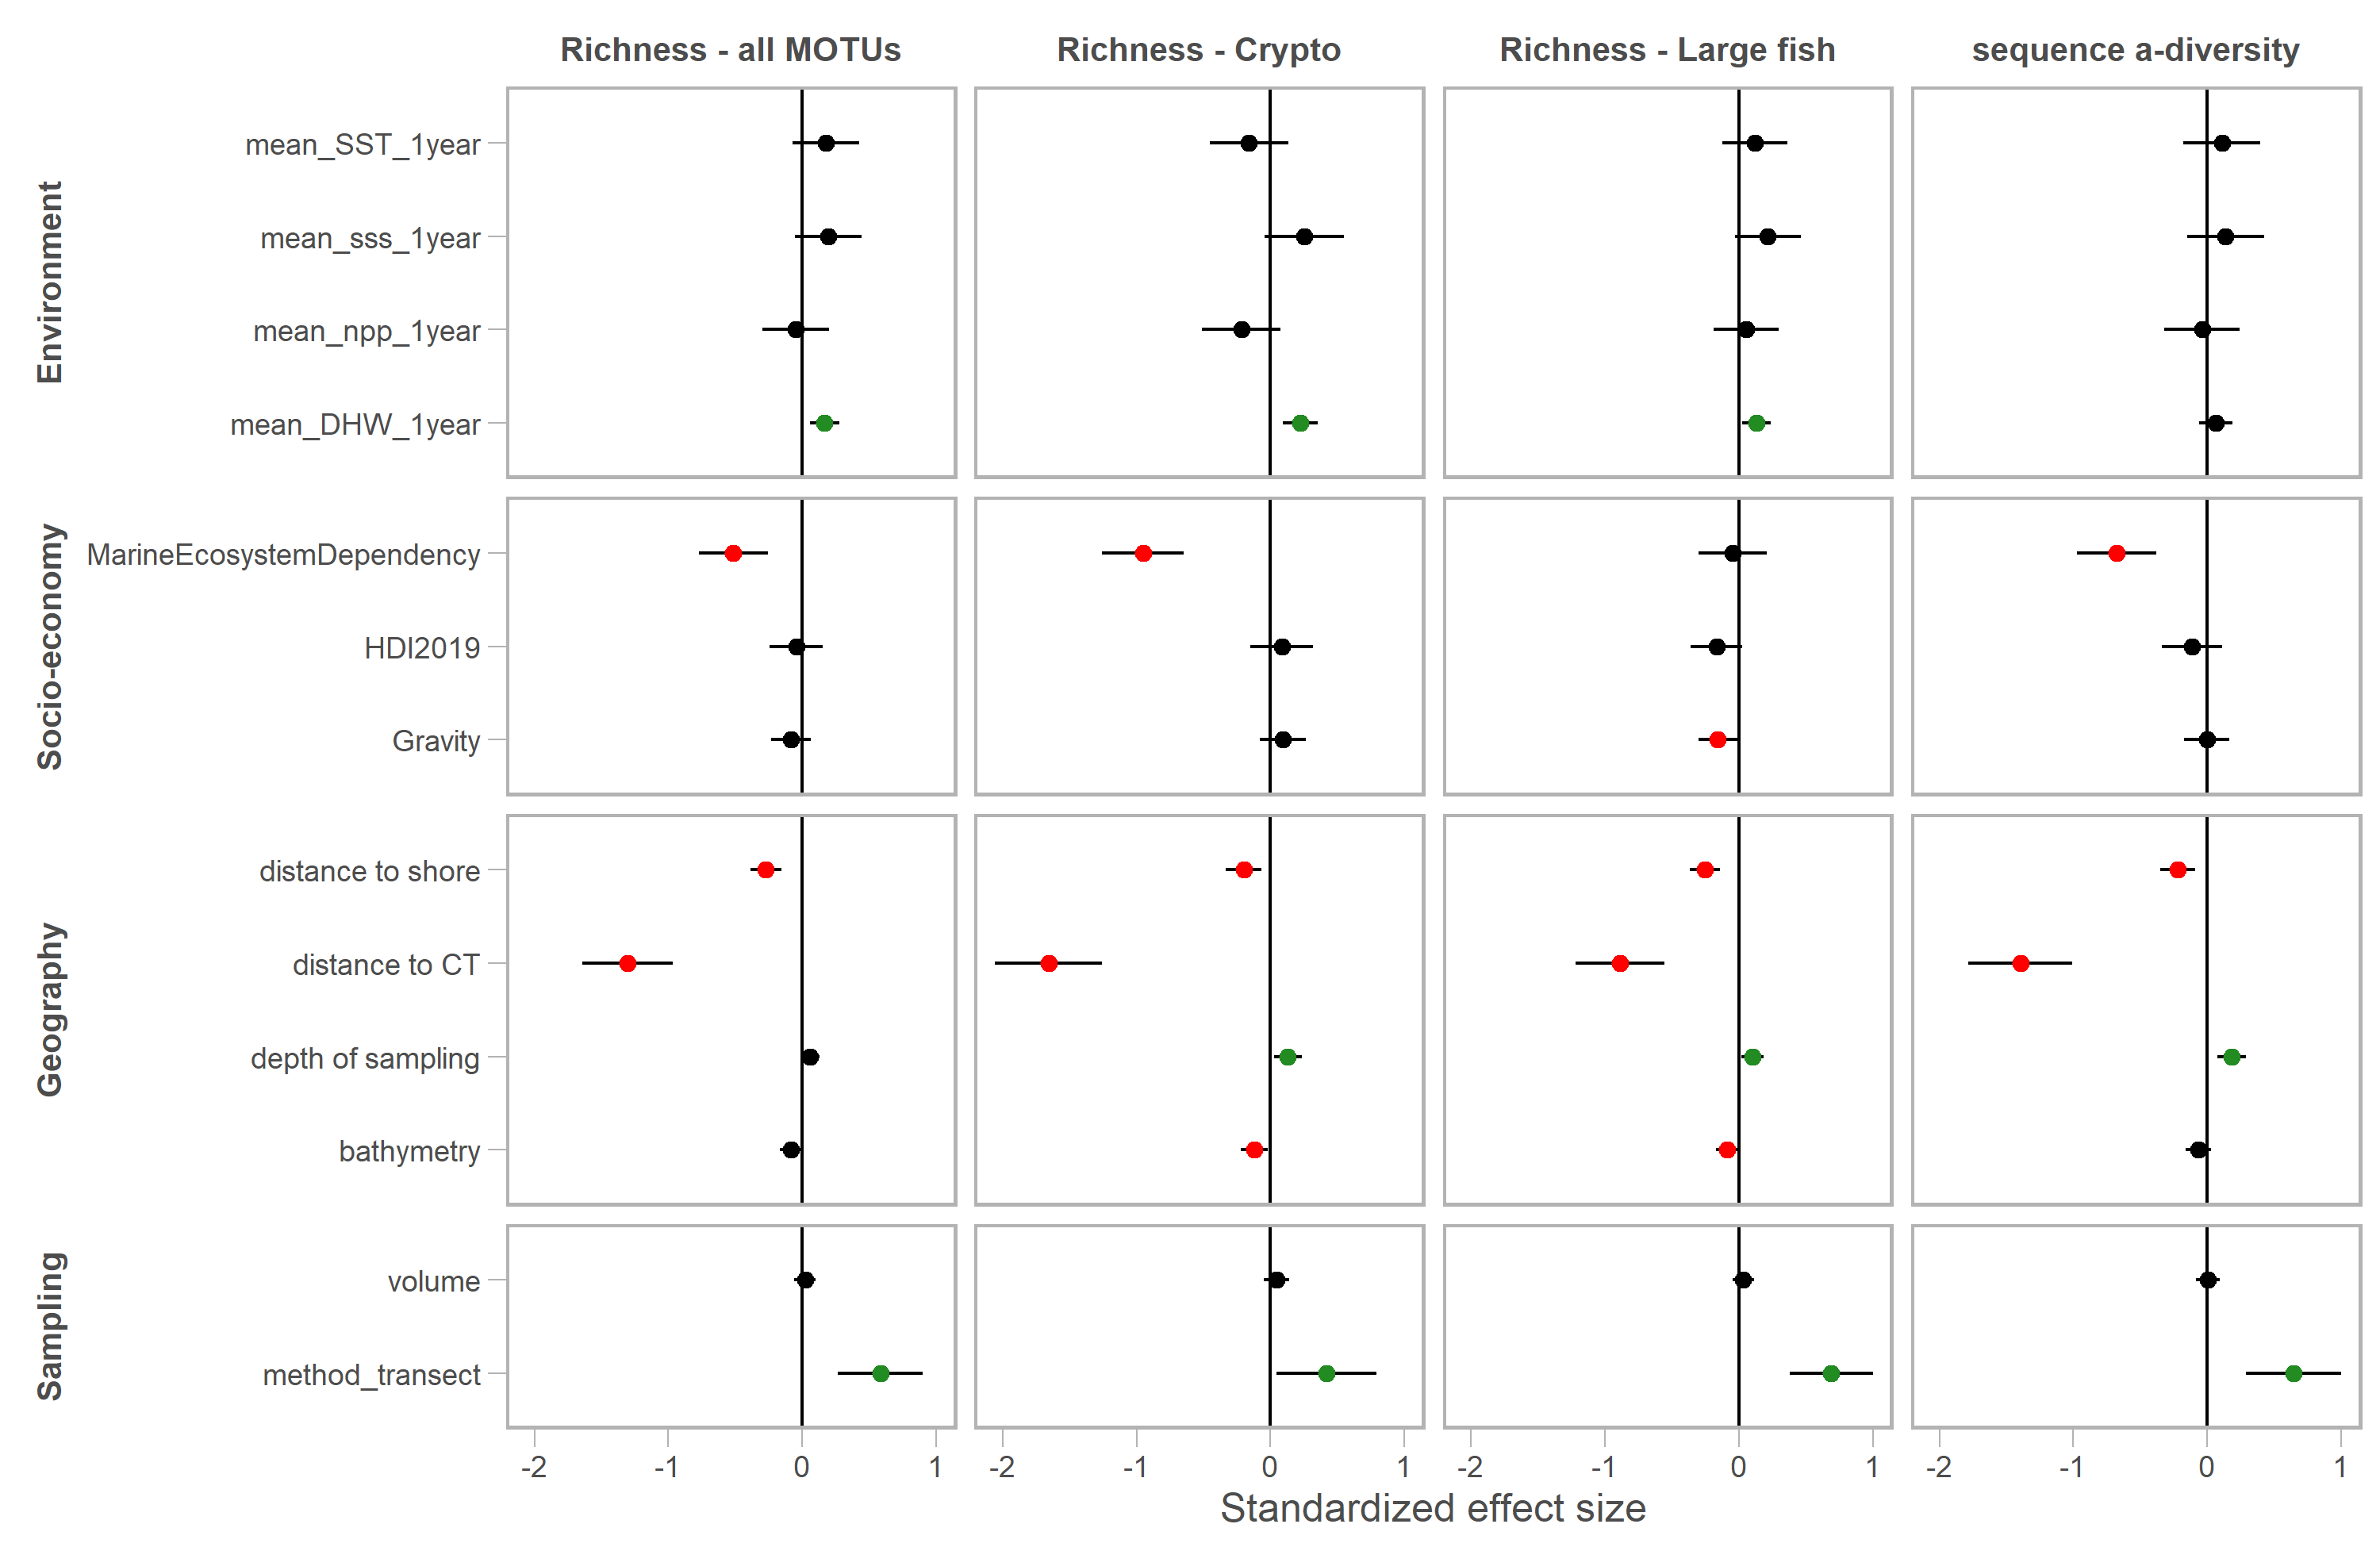 Richness - all MOTUs Richness - Crypto Richness - Large fish sequence a-diversity
Environment
mean_SST_1year
mean_sss_1year
mean_npp_1year
mean_DHW_1year
Socio-economy
MarineEcosystemDependency
HDI2019
Gravity
Geography
distance to shore
distance to CT
depth of sampling
bathymetry
Sampling
volume
method_transect
-2 -1 0 1 -2 -1 0 1 -2 -1 0 1 -2 -1 0 1
Standardized effect size